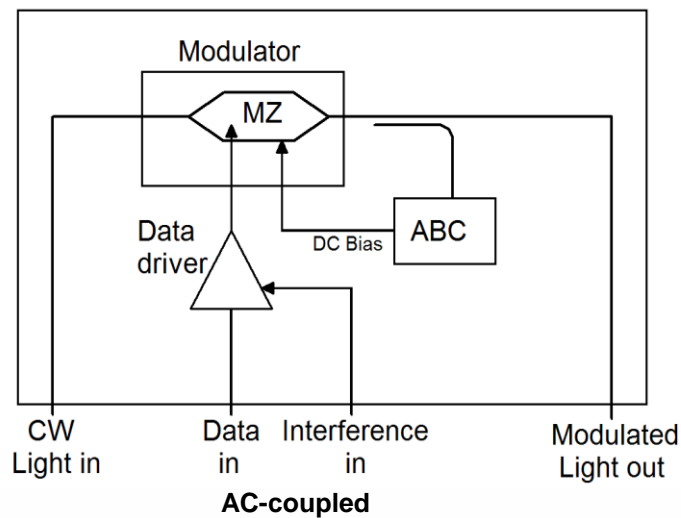 Modulator
MZ
Data
driver
DC Bias
ABC
CW
Light in
Data
in
Interference
in
Modulated
Light out
AC-coupled